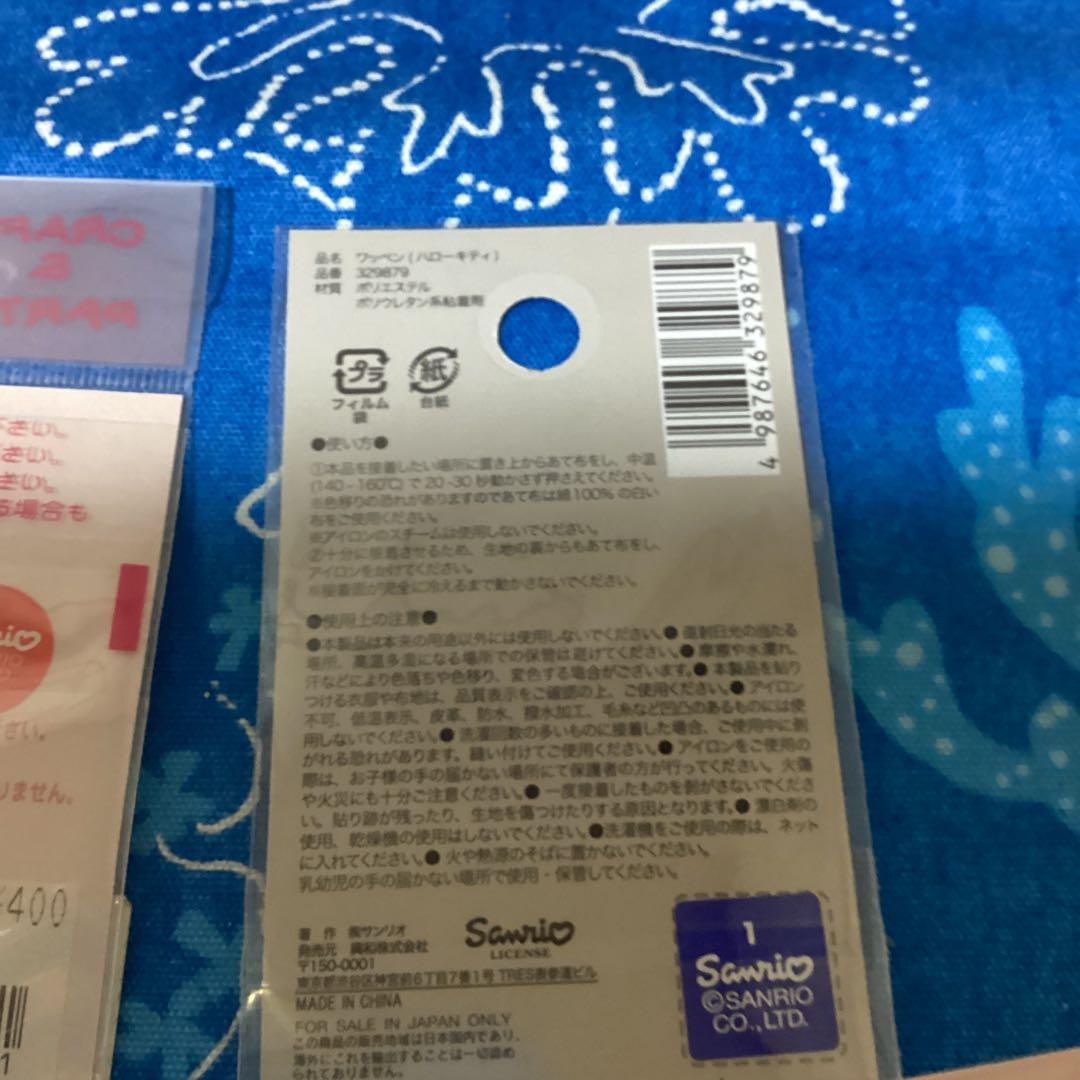 CRAP
&
PART
品名 ワッペン(ハローキティ)
品番 329879
材質 ポリエステル
ポリウレタン系粘着剤
4 987646 329879
プラ
フィルム
袋
紙
台紙
●使い方●
①本品を接着したい場所に置き上からあて布をし、中温
(140-160℃)で20-30秒動かさず押さえてください。
※色移りの恐れがありますのであて布は綿100%の白い
布をご使用ください。
※アイロンのスチームは使用しないでください。
②十分に接着させるため、生地の裏からもあて布をし、
アイロンをかけてください。
※接着面が完全に冷えるまで動かさないでください。
●使用上の注意●
●本製品は本来の用途以外には使用しないでください。● 直射日光の当たる
場所、高温多湿になる場所での保管は避けてください。● 摩擦や水濡れ、
汗などにより色落ちや色移り、変色する場合がございます。● 本製品を貼り
つける衣服や布地は、品質表示をご確認の上、ご使用ください。● アイロン
不可、低温表示、皮革、防水、撥水加工、毛糸など凹凸のあるものには使
用しないでください。● 洗濯回数の多いものに接着した場合、ご使用中に剥
がれる恐れがあります。縫い付けてご使用ください。● アイロンをご使用の
際は、お子様の手の届かない場所にて保護者の方が行ってください。火傷
や火災にも十分ご注意ください。● 一度接着したものを剥がさないでくださ
い。貼り跡が残ったり、生地を傷つけたりする原因となります。● 漂白剤の
使用、乾燥機の使用はしないでください。●洗濯機をご使用の際は、ネット
に入れてください。● 火や熱源のそばに置かないでください。
乳幼児の手の届かない場所で使用・保管してください。
著 作 ㈱サンリオ
発売元 興和株式会社
〒150-0001
東京都渋谷区神宮前6丁目7番1号 TRES表参道ビル
MADE IN CHINA
FOR SALE IN JAPAN ONLY
この商品の販売地域は日本国内であり、
海外にこれを輸出することは一切認め
られておりません。
Sanrio
LICENSE
1
Sanrio
©SANRIO
CO.,LTD.
さい。
さい。
さい。
る場合も
ださい。
りません。
¥400
1